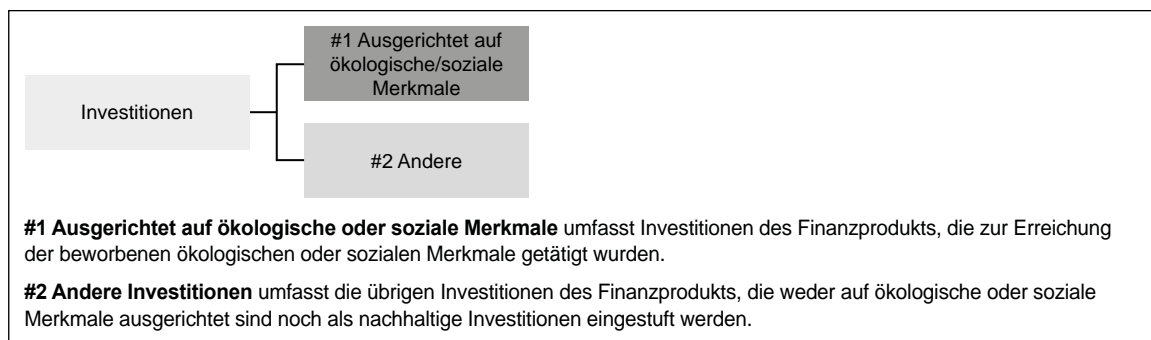 #1 Ausgerichtet auf
ökologische/soziale
Merkmale
Investitionen
#2 Andere
#1 Ausgerichtet auf ökologische oder soziale Merkmale umfasst Investitionen des Finanzprodukts, die zur Erreichung
der beworbenen ökologischen oder sozialen Merkmale getätigt wurden.
#2 Andere Investitionen umfasst die übrigen Investitionen des Finanzprodukts, die weder auf ökologische oder soziale
Merkmale ausgerichtet sind noch als nachhaltige Investitionen eingestuft werden.